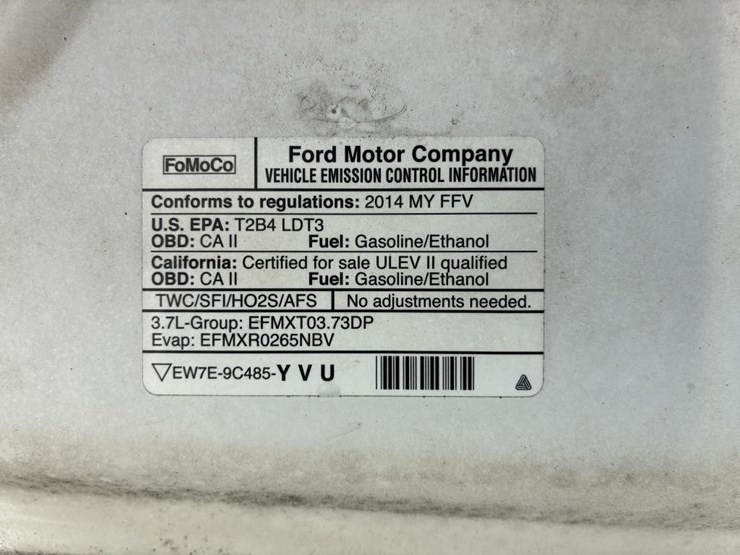 FoMoCo
Ford Motor Company
VEHICLE EMISSION CONTROL INFORMATION
Conforms to regulations: 2014 MY FFV
U.S. EPA: T2B4 LDT3
OBD: CA II Fuel: Gasoline/Ethanol
California: Certified for sale ULEV II qualified
OBD: CA II Fuel: Gasoline/Ethanol
TWC/SFI/HO2S/AFS No adjustments needed.
3.7L-Group: EFMXT03.73DP
Evap: EFMXR0265NBV
▽EW7E-9C485-Y V U